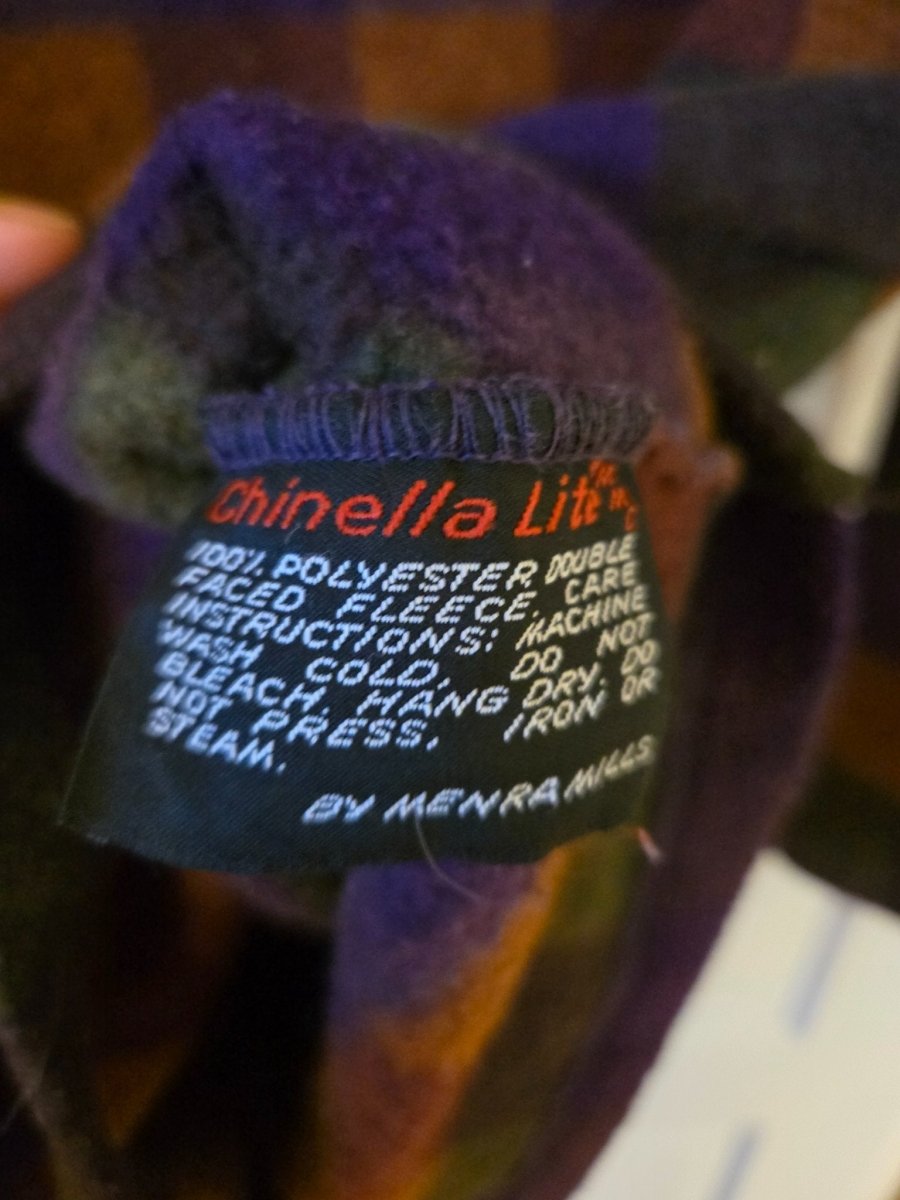 Chinella Lite
100% POLYESTER DOUBLE
FACED FLEECE. CARE
INSTRUCTIONS: MACHINE
WASH COLD, DO NOT
BLEACH, HANG DRY. DO
NOT PRESS, IRON OR
STEAM.
BY MENRA MILLS